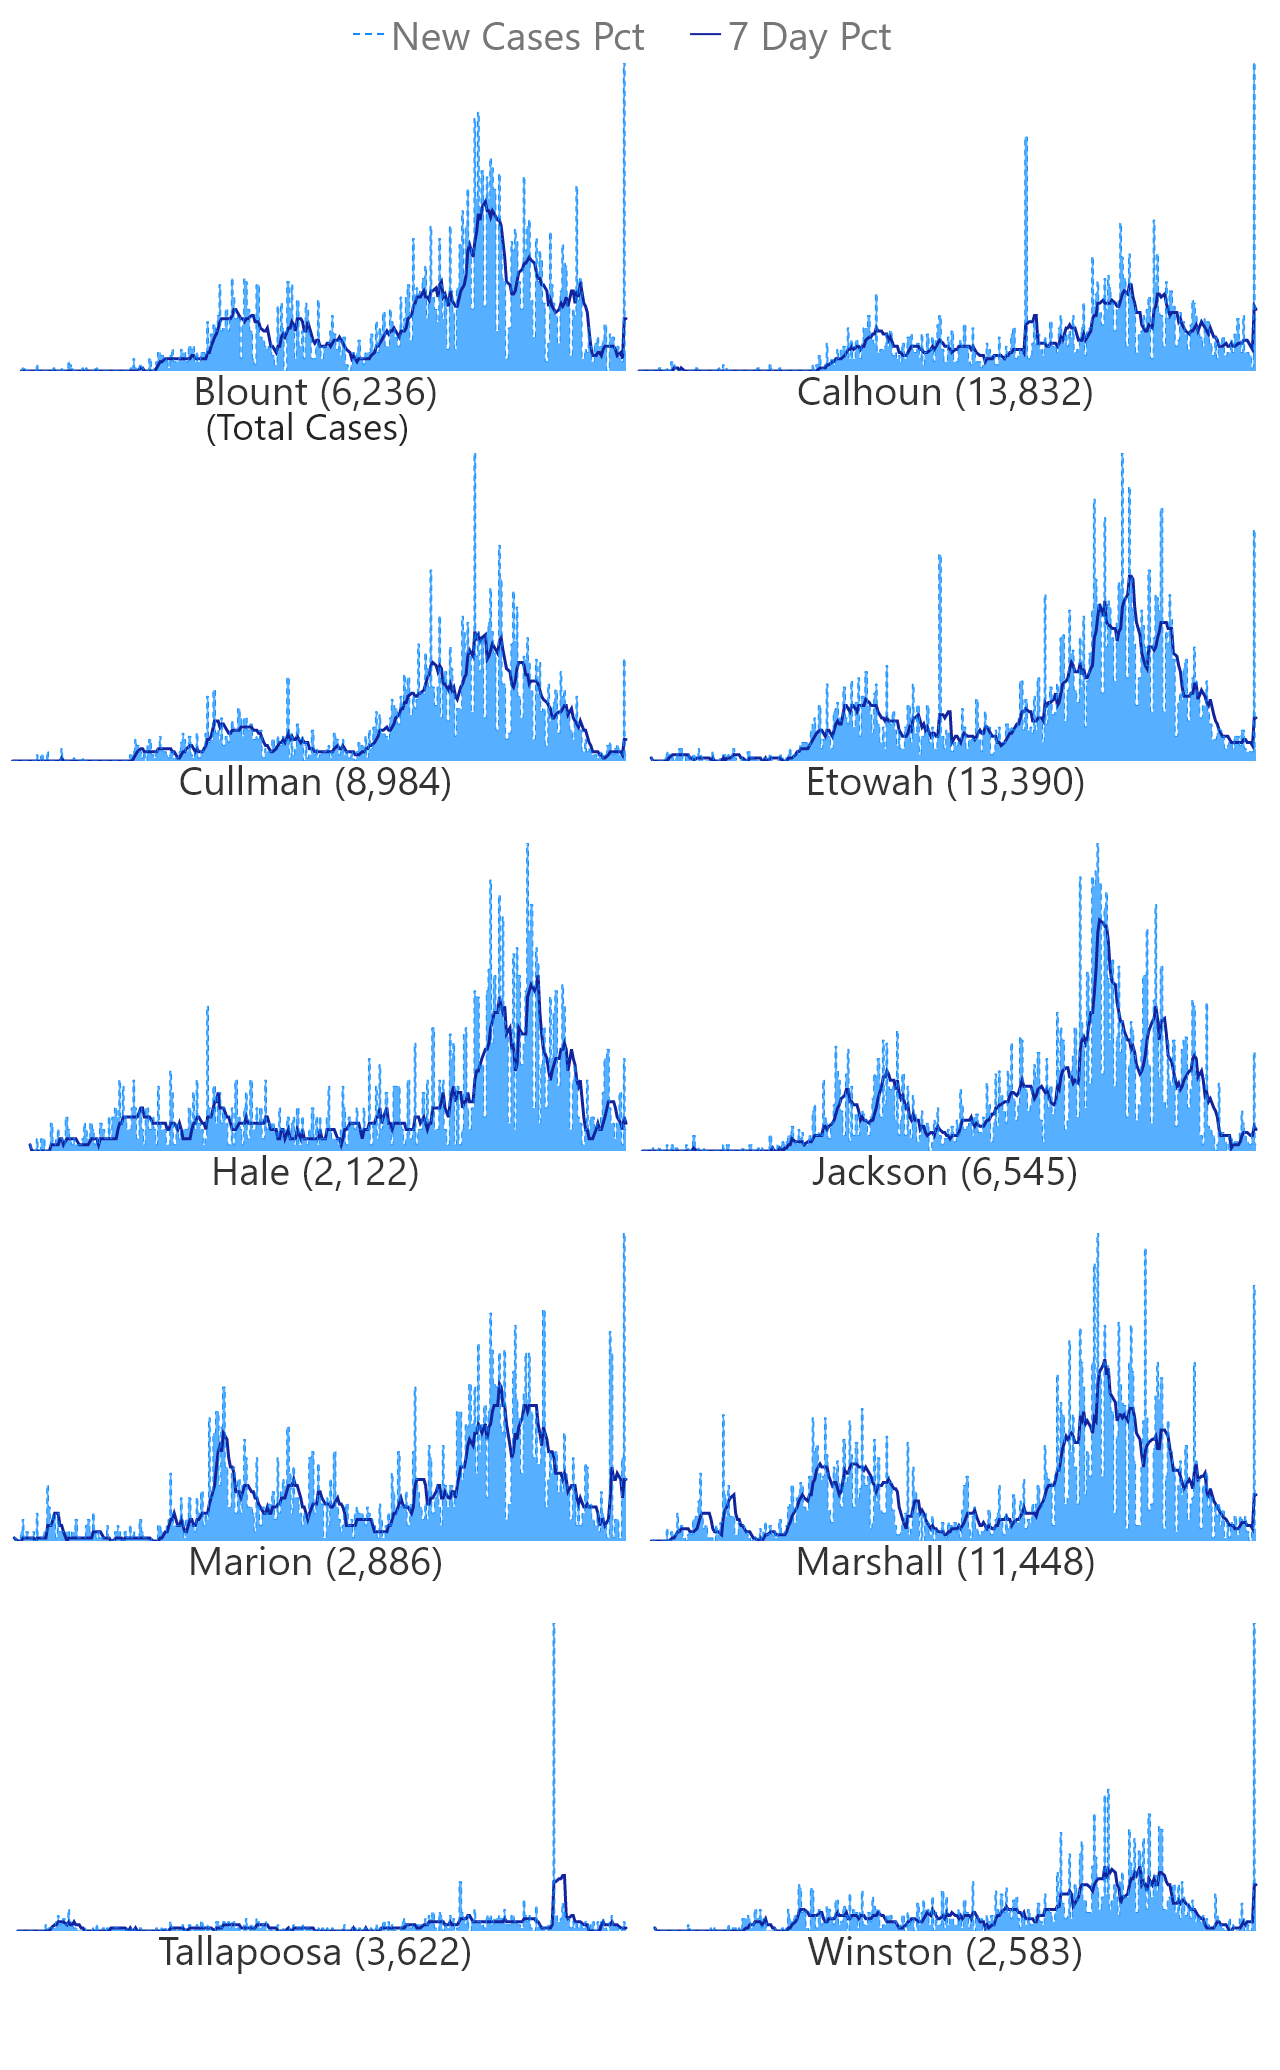 New Cases Pct 7 Day Pct
Blount (6,236) Calhoun (13,832)
(Total Cases)
Cullman (8,984) Etowah (13,390)
Hale (2,122) Jackson (6,545)
Marion (2,886) Marshall (11,448)
Tallapoosa (3,622) Winston (2,583)